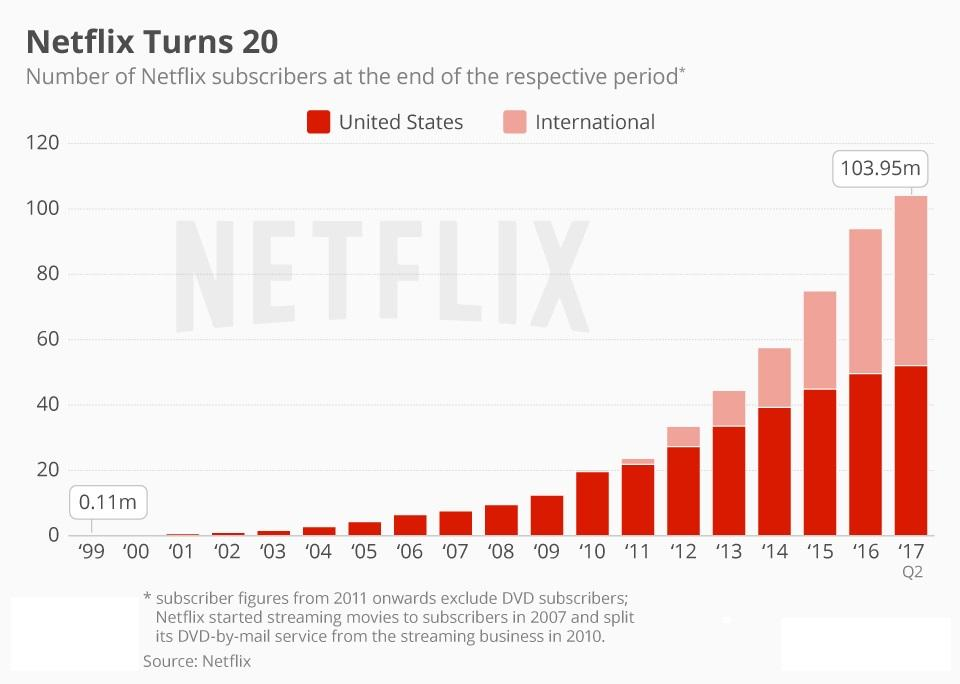 Netflix Turns 20
Number of Netflix subscribers at the end of the respective period*
United States International
120
103.95m
100
NETFLIX
80
60
40
20
0.11m
0
‘99 ‘00 ‘01 ‘02 ‘03 ‘04 ‘05 ‘06 ‘07 ‘08 ‘09 ‘10 ‘11 ‘12 ‘13 ‘14 ‘15 ‘16 ‘17
Q2
* subscriber figures from 2011 onwards exclude DVD subscribers;
Netflix started streaming movies to subscribers in 2007 and split
its DVD-by-mail service from the streaming business in 2010.
Source: Netflix